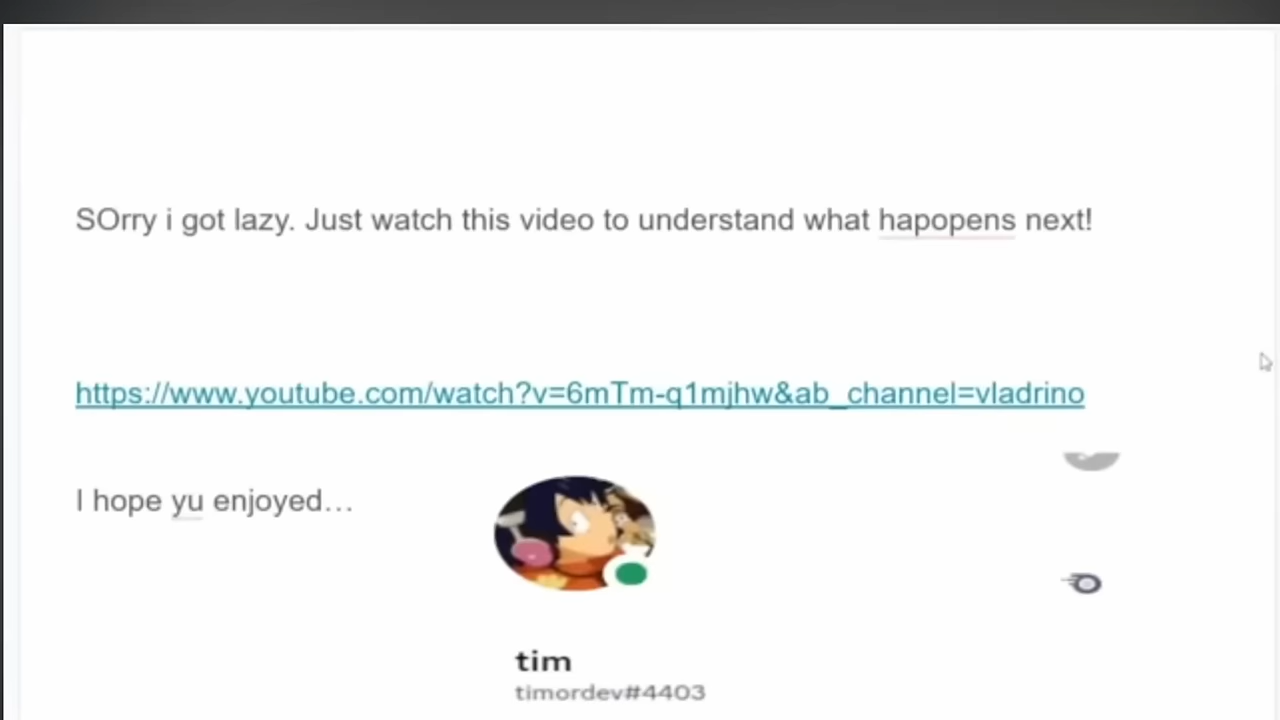 SOrry i got lazy. Just watch this video to understand what hapopens next!
https://www.youtube.com/watch?v=6mTm-q1mjhw&ab_channel=vladrino
I hope yu enjoyed…
tim
timordev#4403